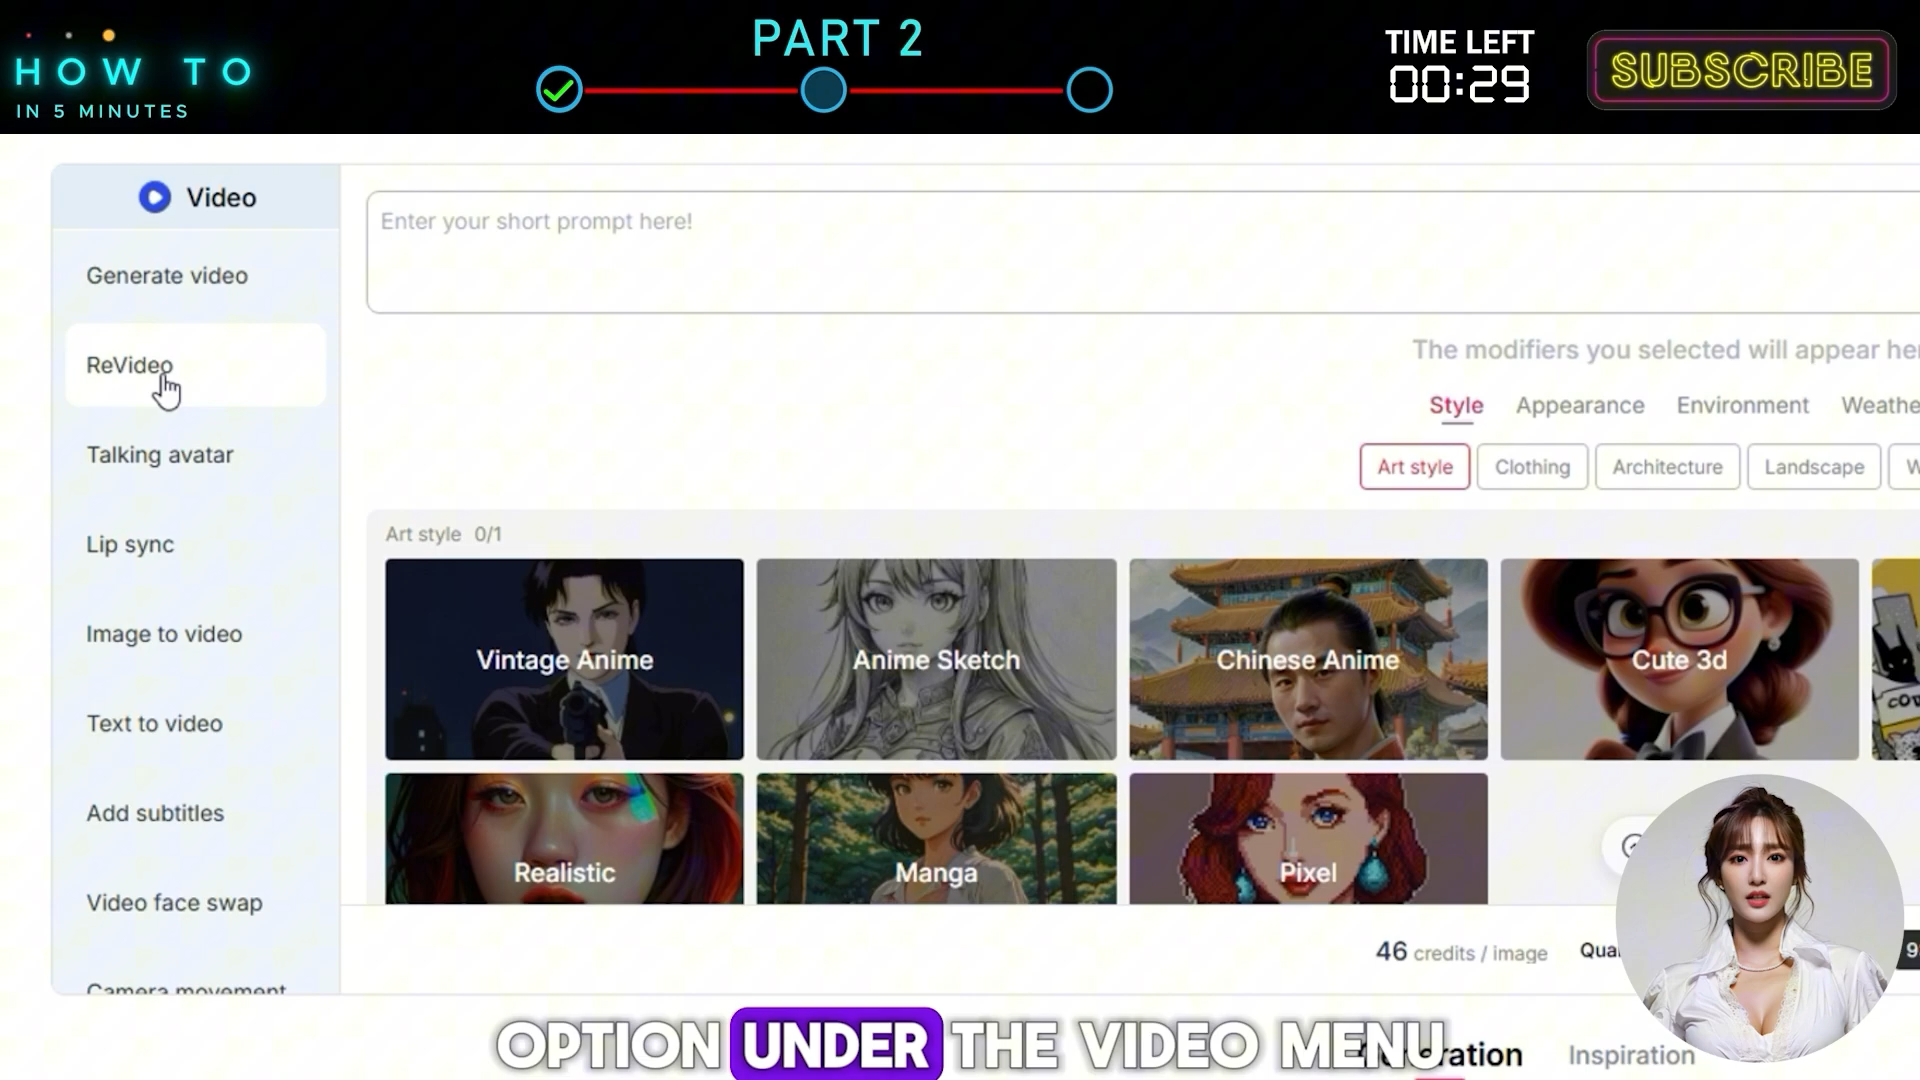 HOW TO
IN 5 MINUTES
PART 2
TIME LEFT
00:29
SUBSCRIBE
Video
Generate video
ReVideo
Talking avatar
Lip sync
Image to video
Text to video
Add subtitles
Video face swap
Camera movement
Enter your short prompt here!
The modifiers you selected will appear
Style Appearance Environment
Art style Clothing Architecture Landscape
Art style 0/1
Vintage Anime Anime Sketch Chinese Anime Cute 3d
Realistic Manga Pixel
46 credits / image
OPTION UNDER THE VIDEO MENU
Inspiration